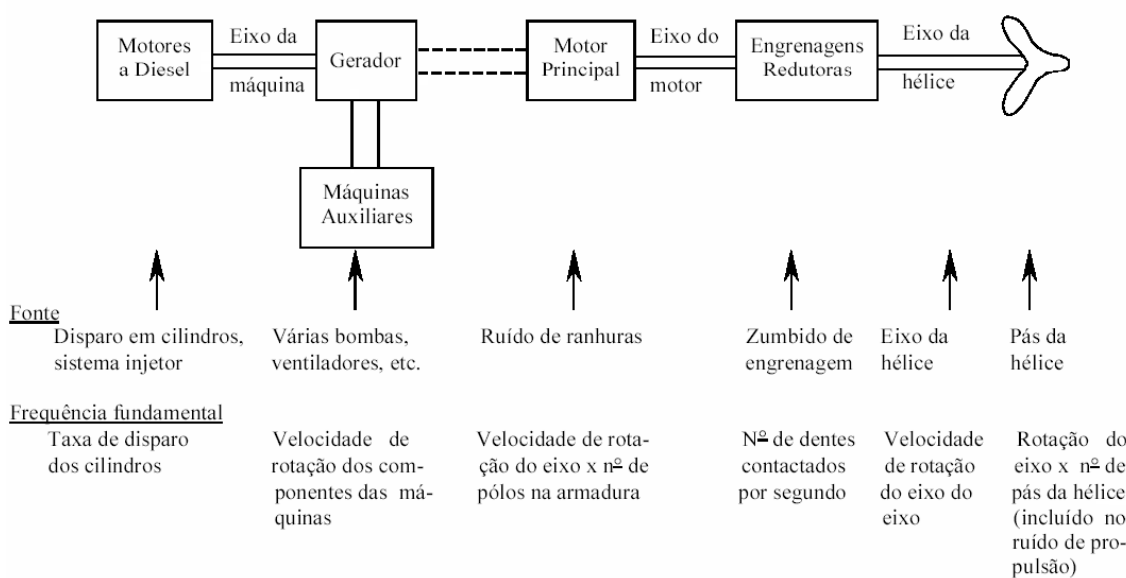 Motores
a Diesel
Eixo da
máquina
Gerador
Motor
Principal
Eixo do
motor
Engrenagens
Redutoras
Eixo da
hélice
Máquinas
Auxiliares
Fonte
Disparo em cilindros,
sistema injetor
Várias bombas,
ventiladores, etc.
Ruído de ranhuras
Zumbido de
engrenagem
Eixo da
hélice
Pás da
hélice
Frequência fundamental
Taxa de disparo
dos cilindros
Velocidade de
rotação dos com-
ponentes das má-
quinas
Velocidade de rota-
ção do eixo x nº de
pólos na armadura
Nº de dentes
contactados
por segundo
Velocidade
de rotação
do eixo do
eixo
Rotação do
eixo x nº de
pás da hélice
(incluído no
ruído de pro-
pulsão)